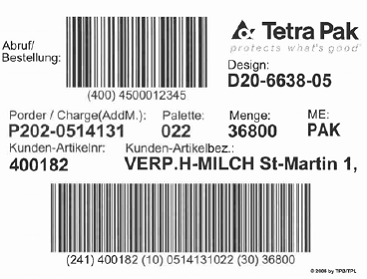 Abruf/
Bestellung:
(400) 4500012345
Tetra Pak
protects what's good
Design:
D20-6638-05
Porder / Charge(AddM.): Palette: Menge: ME:
P202-0514131 022 36800 PAK
Kunden-Artikelnr: Kunden-Artikelbez.:
400182 VERP.H-MILCH St-Martin 1,
(241) 400182 (10) 0514131022 (30) 36800
© 2006 by TPB/TPL